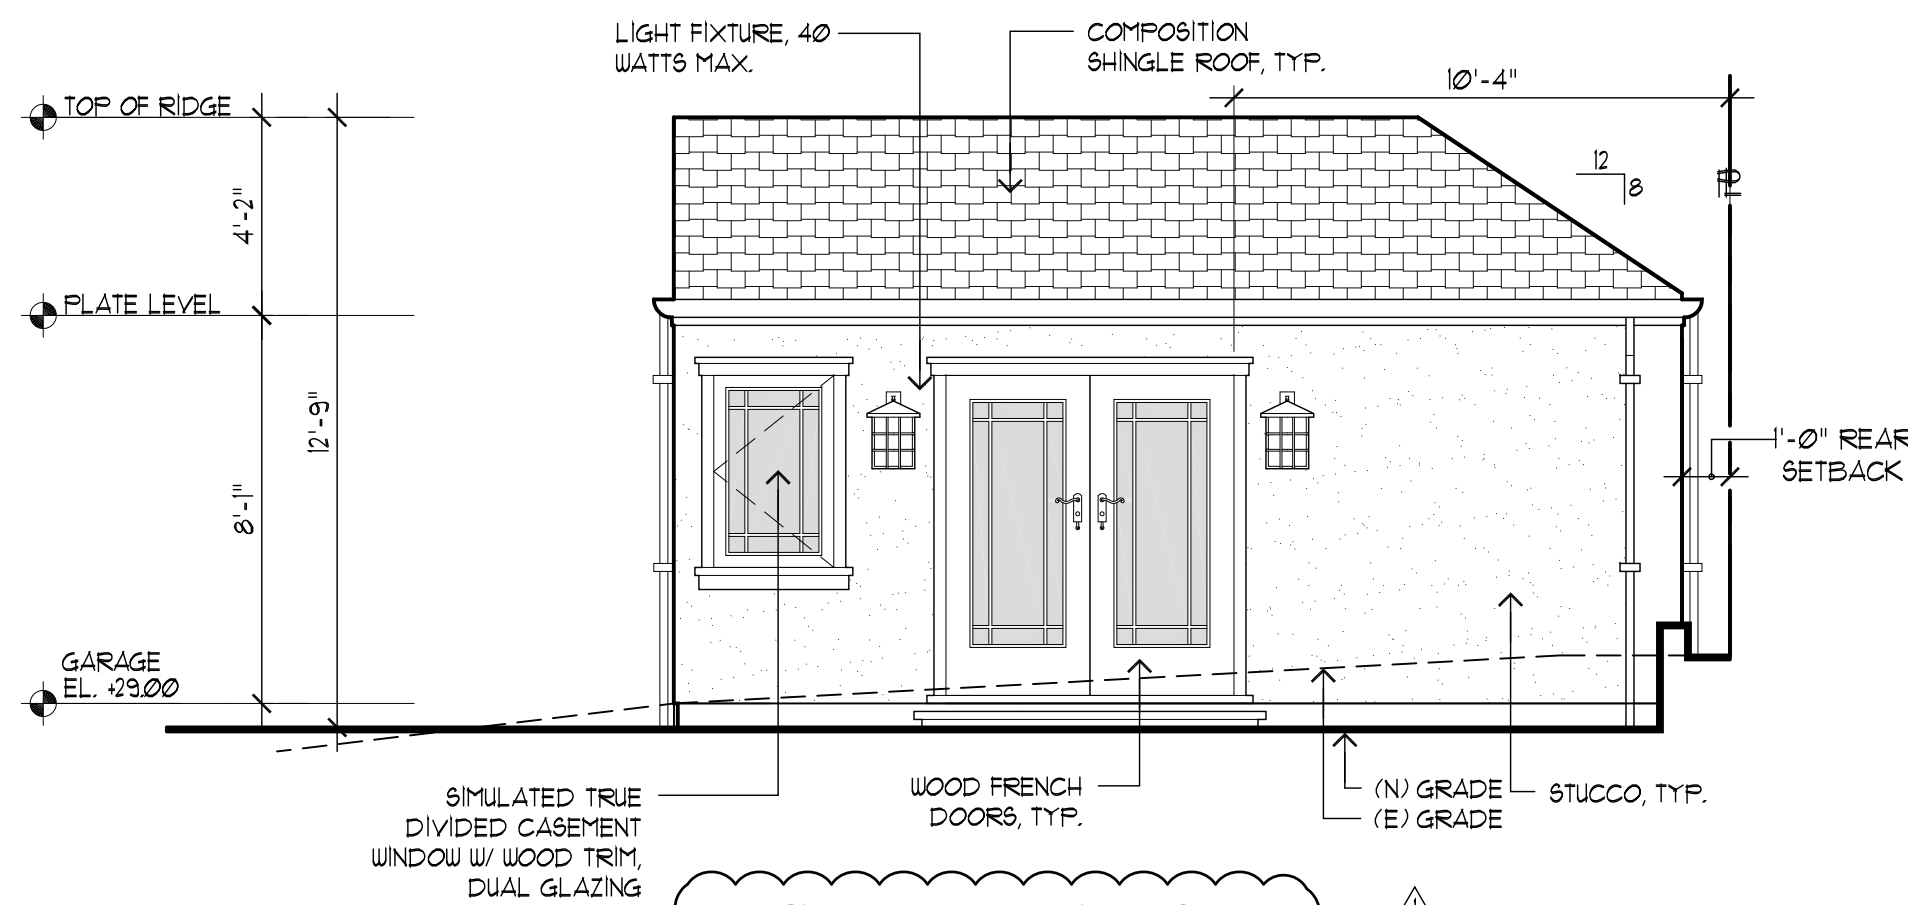 LIGHT FIXTURE, 40
WATTS MAX.
COMPOSITION
SHINGLE ROOF, TYP.
10'-4"
TOP OF RIDGE
12
8
4'-2"
PLATE LEVEL
12'-9"
1'-0" REAR
SETBACK
8'-1"
GARAGE
EL. +29.00
SIMULATED TRUE
DIVIDED CASEMENT
WINDOW W/ WOOD TRIM,
DUAL GLAZING
WOOD FRENCH
DOORS, TYP.
(N) GRADE
(E) GRADE
STUCCO, TYP.